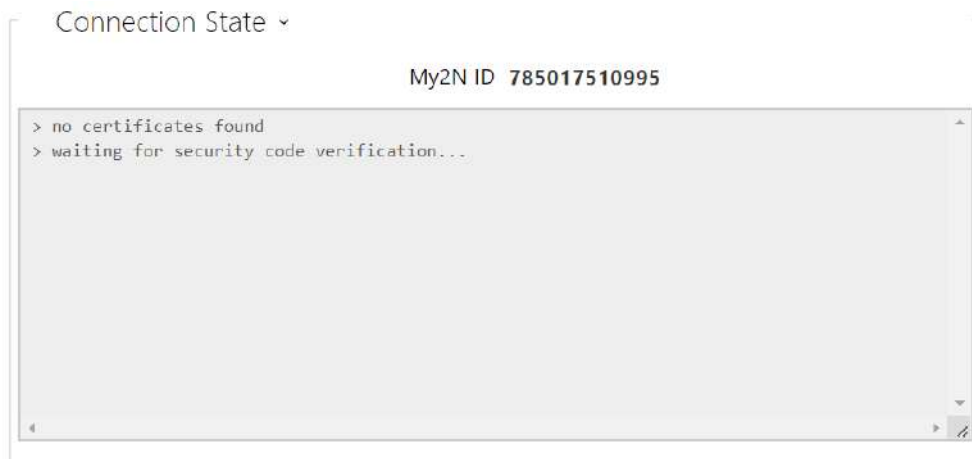 Connection State
My2N ID 785017510995
> no certificates found
> waiting for security code verification...